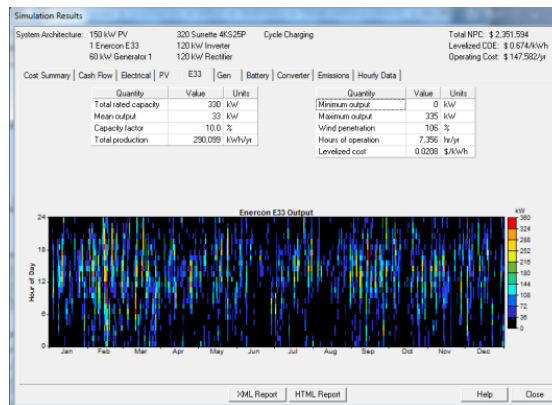 Simulation Results
System Architecture: 150 kW PV 320 Surrette 4KS25P Cycle Charging Total NPC: $ 2,351,594
1 Enercon E33 120 kW Inverter Levelized COE: $ 0.674/kWh
60 kW Generator 1 120 kW Rectifier Operating Cost: $ 147,582/yr
Cost Summary Cash Flow Electrical PV E33 Gen Battery Converter Emissions Hourly Data
Quantity Value Units Quantity Value Units
Total rated capacity 330 kW Minimum output 0 kW
Mean output 33 kW Maximum output 335 kW
Capacity factor 10.0 % Wind penetration 106 %
Total production 290,099 kWh/yr Hours of operation 7,356 hr/yr
Levelized cost 0.0208 $/kWh
Enercon E33 Output
kW
24 360
324
18 288
252
216
Hour of Day
12 180
144
6 108
72
36
0 0
Jan Feb Mar Apr May Jun Jul Aug Sep Oct Nov Dec
XML Report HTML Report Help Close